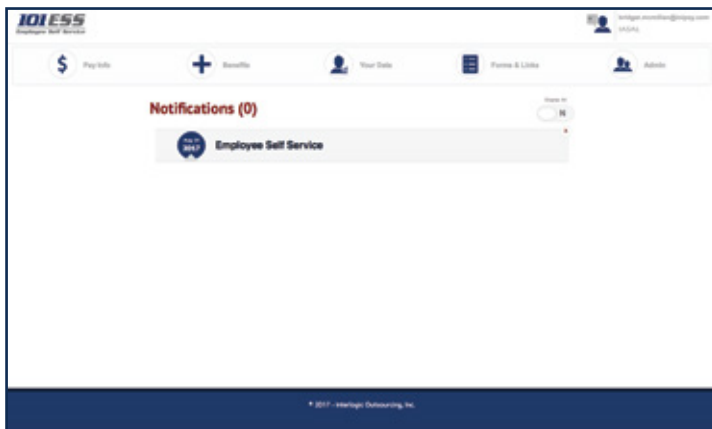 IOIESS
Employee Self Service
Pay Info
Benefits
Your Data
Forms & Links
Admin
Notifications (0)
N
2017
Employee Self Service
© 2017 - Interlogic Outsourcing, Inc.